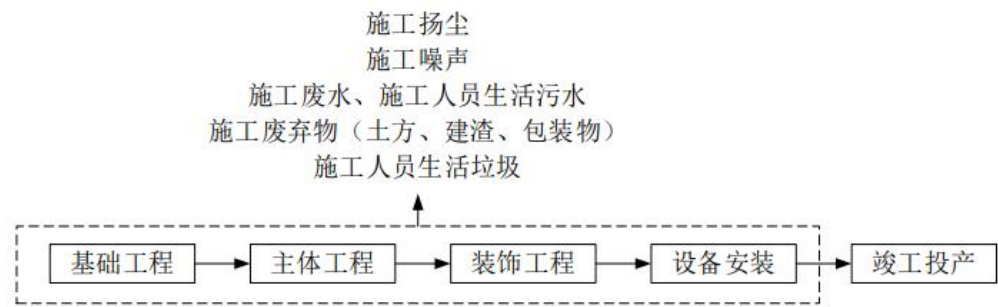 施工扬尘
施工噪声
施工废水、施工人员生活污水
施工废弃物（土方、建渣、包装物）
施工人员生活垃圾
基础工程 主体工程 装饰工程 设备安装 竣工投产